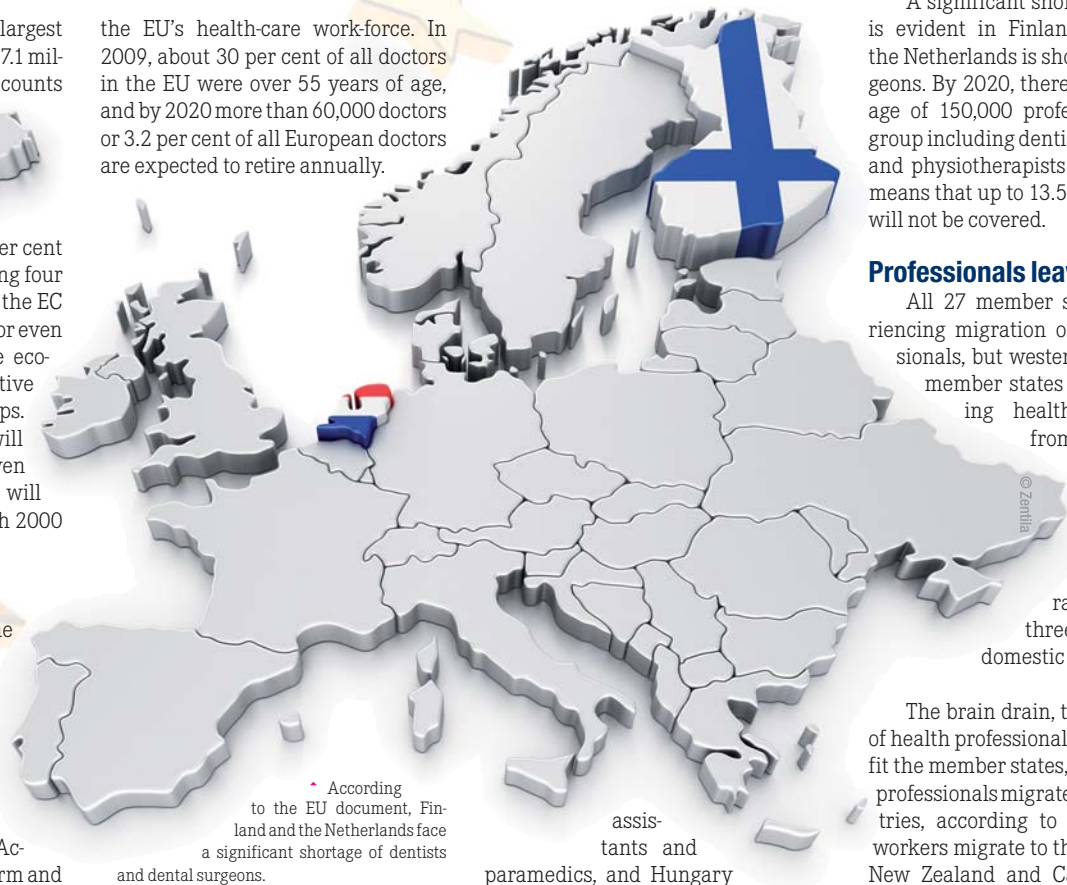 largest
7.1 mil-
counts
er cent
ng four
the EC
or even
e eco-
tive
ps.
will
ven
will
h 2000
ne
Ac-
rm and
the EU's health-care work-force. In
2009, about 30 per cent of all doctors
in the EU were over 55 years of age,
and by 2020 more than 60,000 doctors
or 3.2 per cent of all European doctors
are expected to retire annually.
According
to the EU document, Fin-
land and the Netherlands face
a significant shortage of dentists
and dental surgeons.
assis-
tants and
paramedics, and Hungary
A significant shor
is evident in Finlan
the Netherlands is sho
geons. By 2020, there
age of 150,000 profe
group including denti
and physiotherapists
means that up to 13.5
will not be covered.
Professionals leav
All 27 member s
riencing migration o
sionals, but wester
member states
ing health
from
© Zentila
ra
three
domestic
The brain drain, t
of health professional
fit the member states,
professionals migrate
tries, according to
workers migrate to th
New Zealand and Ca